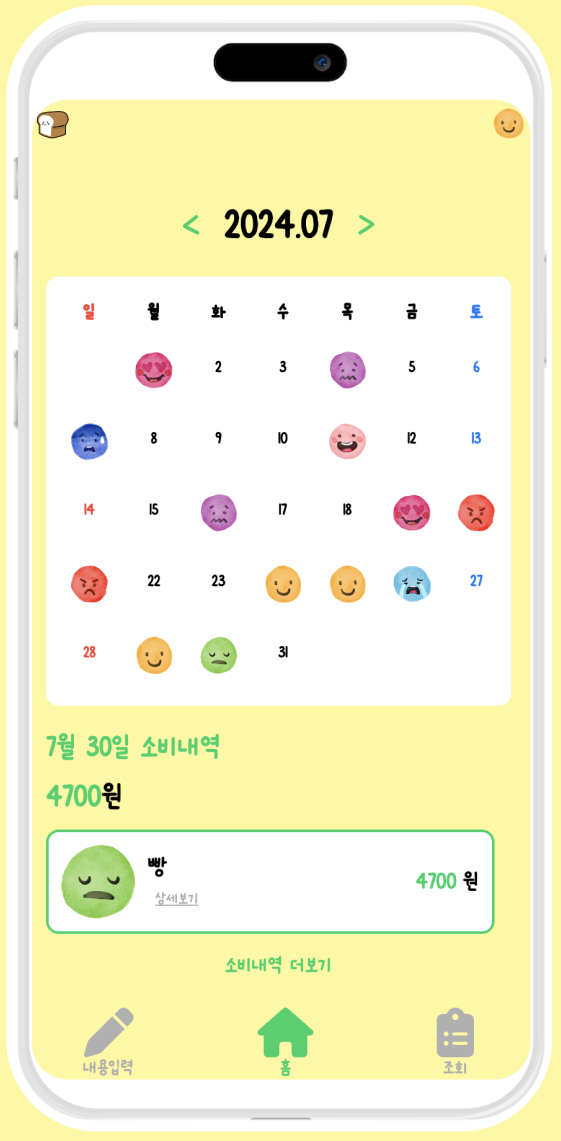 < 2024.07 >
일 월 화 수 목 금 토
2 3 5 6
8 9 10 12 13
14 15 17 18
22 23 27
28 31
7월 30일 소비내역
4700원
빵
4700 원
상세보기
소비내역 더보기
내용입력 홈 조회